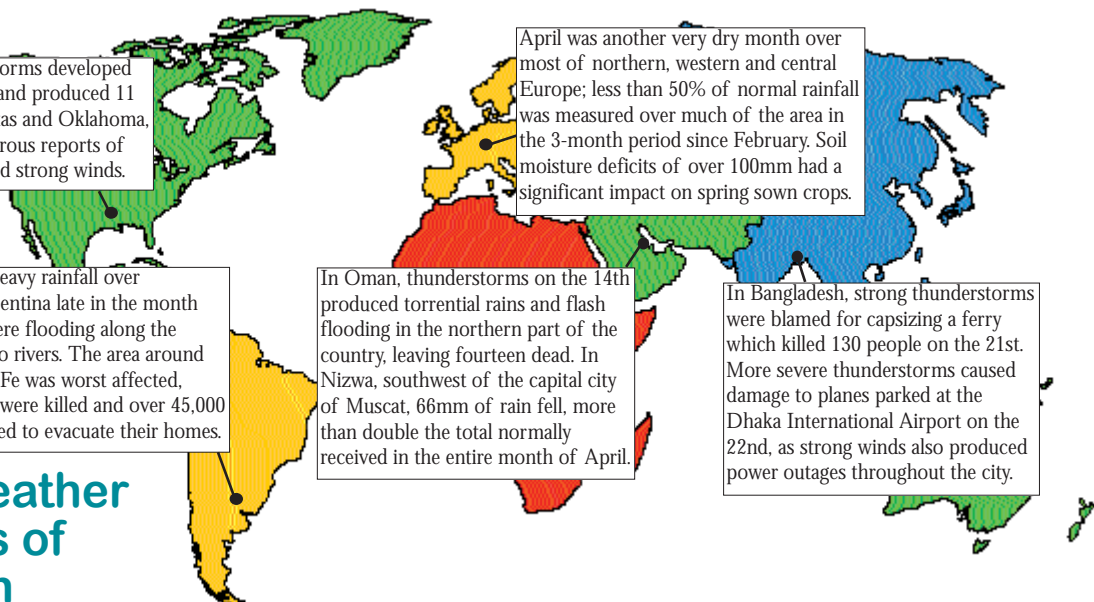 orms developed
and produced 11
as and Oklahoma,
rous reports of
d strong winds.
April was another very dry month over
most of northern, western and central
Europe; less than 50% of normal rainfall
was measured over much of the area in
the 3-month period since February. Soil
moisture deficits of over 100mm had a
significant impact on spring sown crops.
eavy rainfall over
entina late in the month
ere flooding along the
o rivers. The area around
Fe was worst affected,
were killed and over 45,000
ed to evacuate their homes.
In Oman, thunderstorms on the 14th
produced torrential rains and flash
flooding in the northern part of the
country, leaving fourteen dead. In
Nizwa, southwest of the capital city
of Muscat, 66mm of rain fell, more
than double the total normally
received in the entire month of April.
In Bangladesh, strong thunderstorms
were blamed for capsizing a ferry
which killed 130 people on the 21st.
More severe thunderstorms caused
damage to planes parked at the
Dhaka International Airport on the
22nd, as strong winds also produced
power outages throughout the city.
eather
s of